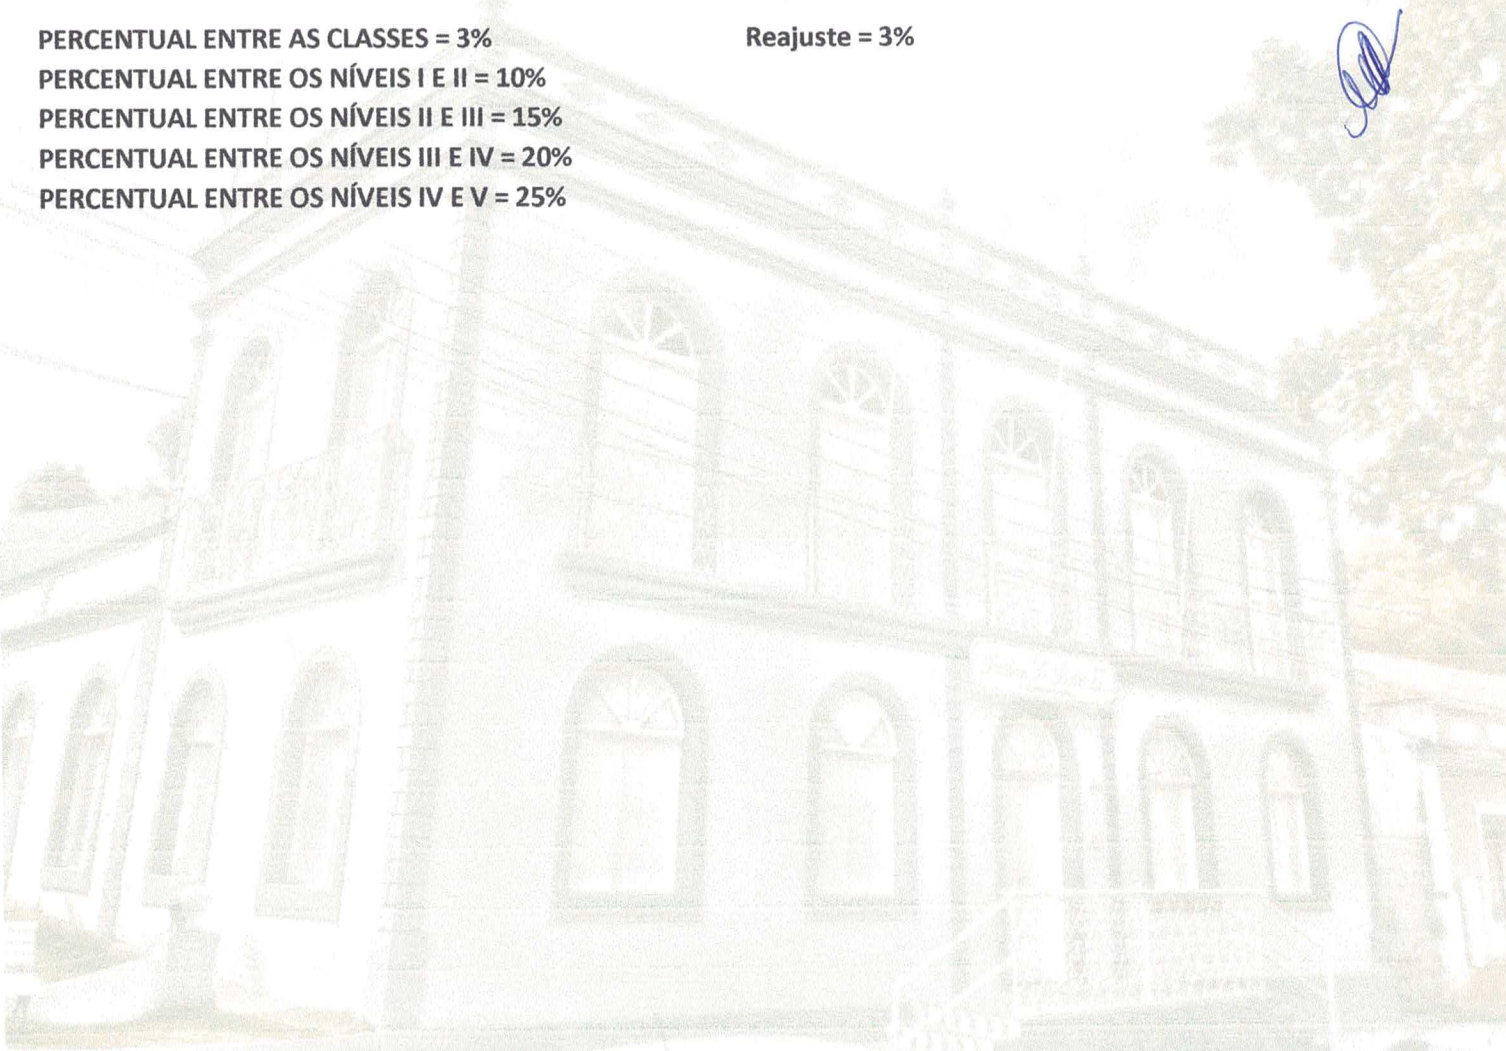 PERCENTUAL ENTRE AS CLASSES = 3% Reajuste = 3%
PERCENTUAL ENTRE OS NÍVEIS I E II = 10%
PERCENTUAL ENTRE OS NÍVEIS II E III = 15%
PERCENTUAL ENTRE OS NÍVEIS III E IV = 20%
PERCENTUAL ENTRE OS NÍVEIS IV E V = 25%